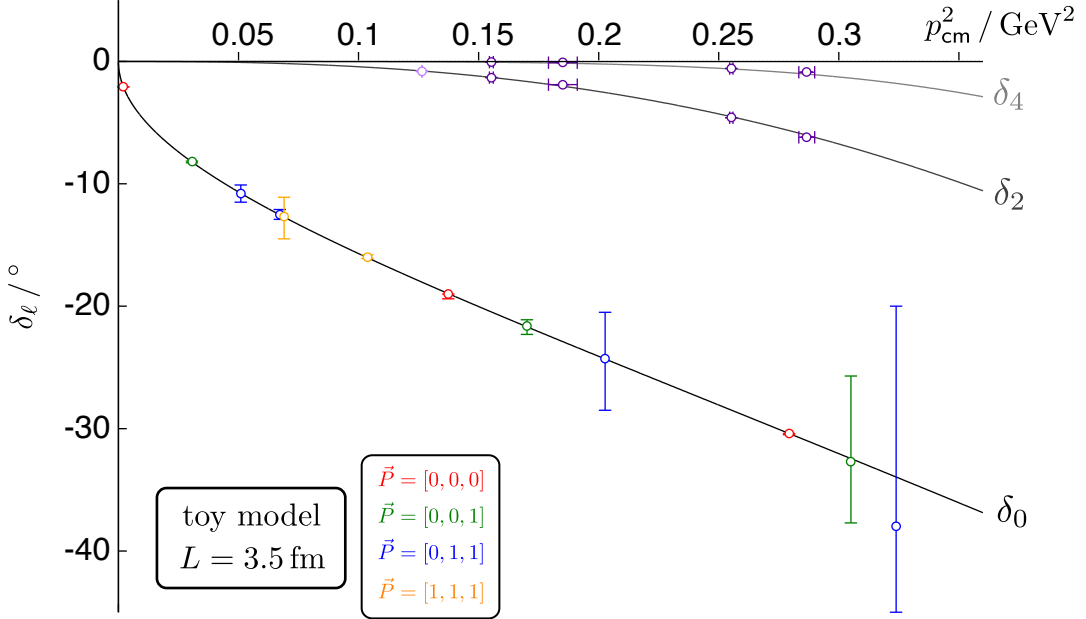 0.05 0.1 0.15 0.2 0.25 0.3 p²cm / GeV²
0
-10
-20
-30
-40
δℓ / °
δ4
δ2
δ0
toy model
L = 3.5 fm
P⃗ = [0, 0, 0]
P⃗ = [0, 0, 1]
P⃗ = [0, 1, 1]
P⃗ = [1, 1, 1]